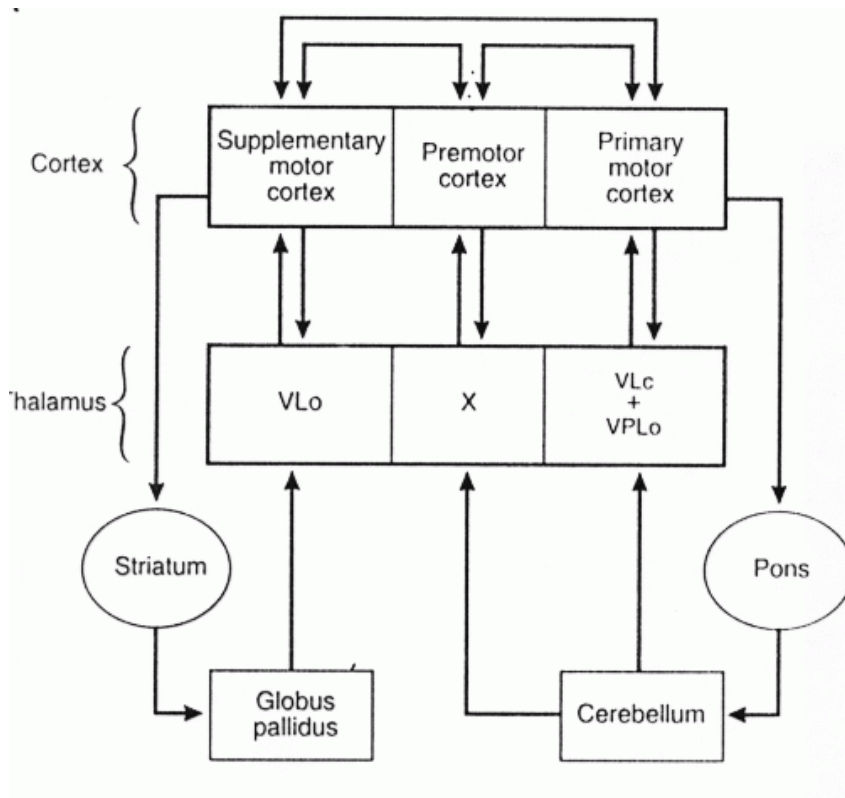 Supplementary
motor
cortex
Premotor
cortex
Primary
motor
cortex
Cortex
VLo
X
VLc
+
VPLo
halamus
Striatum
Pons
Globus
pallidus
Cerebellum